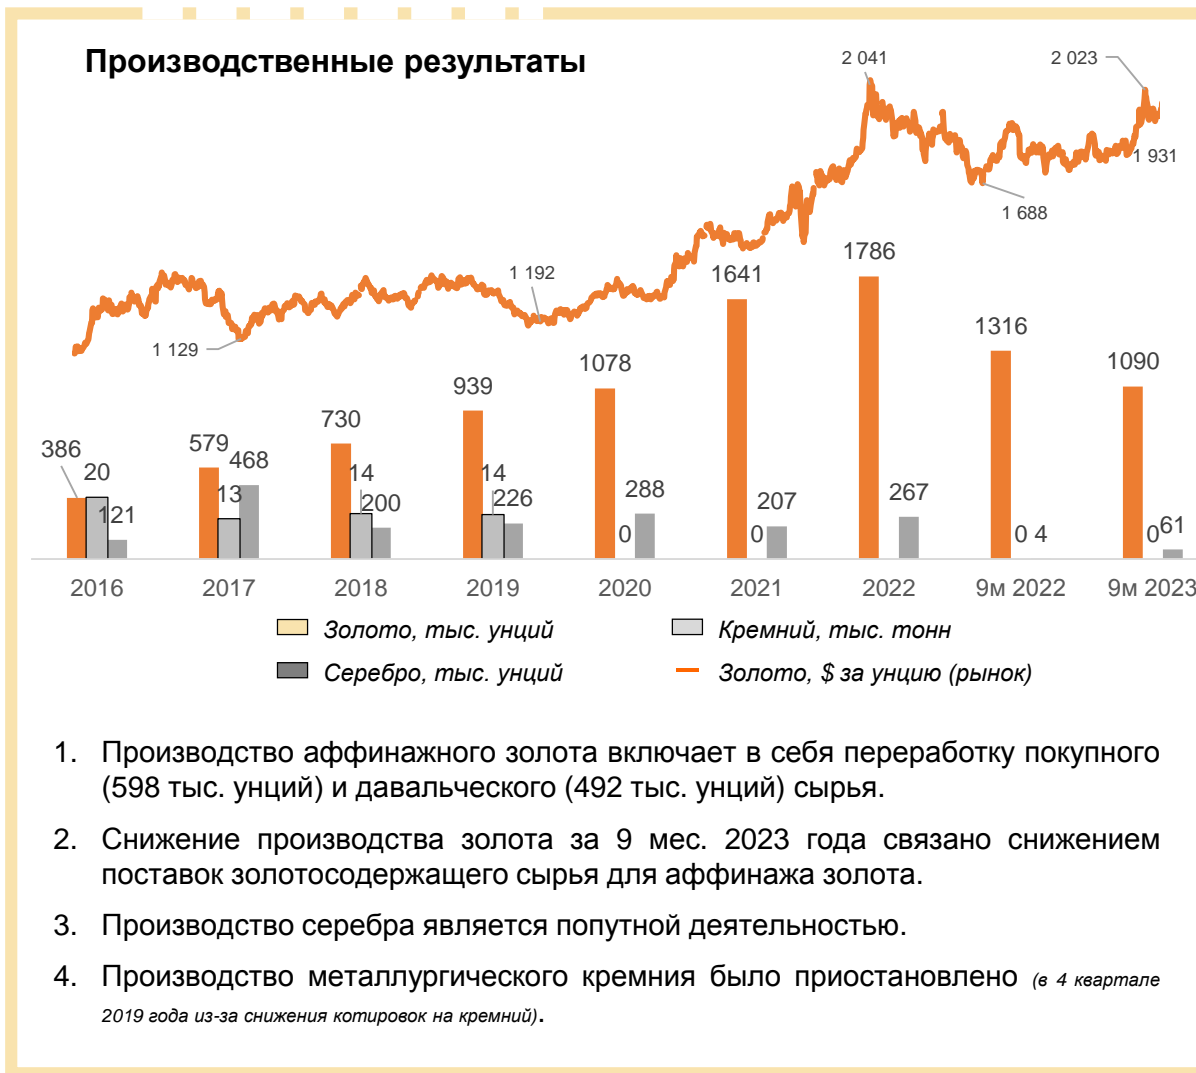 Производственные результаты
2 041
2 023
1 931
1 688
1 192
1 129
1786
1641
1316
1078
1090
939
730
579
468
386
20
121
13
14
200
14
226
0
288
0
207
267
0
4
0
61
2016
2017
2018
2019
2020
2021
2022
9м 2022
9м 2023
Золото, тыс. унций
Кремний, тыс. тонн
Серебро, тыс. унций
Золото, $ за унцию (рынок)
1. Производство аффинажного золота включает в себя переработку покупного
(598 тыс. унций) и давальческого (492 тыс. унций) сырья.
2. Снижение производства золота за 9 мес. 2023 года связано снижением
поставок золотосодержащего сырья для аффинажа золота.
3. Производство серебра является попутной деятельностью.
4. Производство металлургического кремния было приостановлено (в 4 квартале
2019 года из-за снижения котировок на кремний).